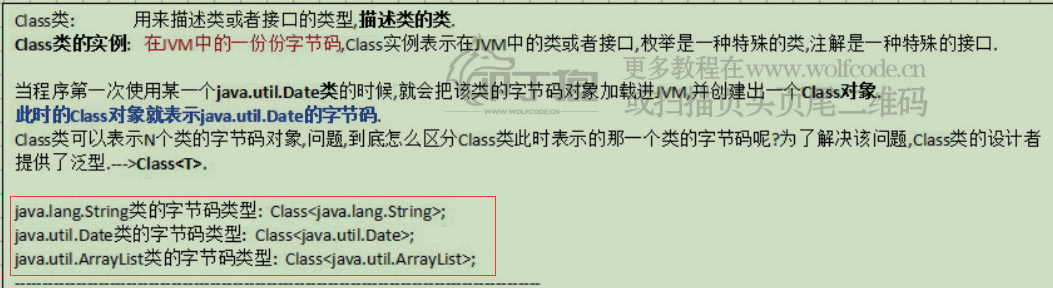 Class类: 用来描述类或者接口的类型,描述类的类.
Class类的实例: 在JVM中的一份份字节码,Class实例表示在JVM中的类或者接口,枚举是一种特殊的类,注解是一种特殊的接口.
更多教程在www.wolfcode.cn
当程序第一次使用某一个java.util.Date类的时候,就会把该类的字节码对象加载进JVM,并创建出一个Class对象.
此时的Class对象就表示java.util.Date的字节码.
WWW.WOLFCODE.CN
或扫描页头页尾二维码
Class类可以表示N个类的字节码对象,问题,到底怎么区分Class类此时表示的那一个类的字节码呢?为了解决该问题,Class类的设计者
提供了泛型.--->Class<T>.
java.lang.String类的字节码类型: Class<java.lang.String>;
java.util.Date类的字节码类型: Class<java.util.Date>;
java.util.ArrayList类的字节码类型: Class<java.util.ArrayList>;